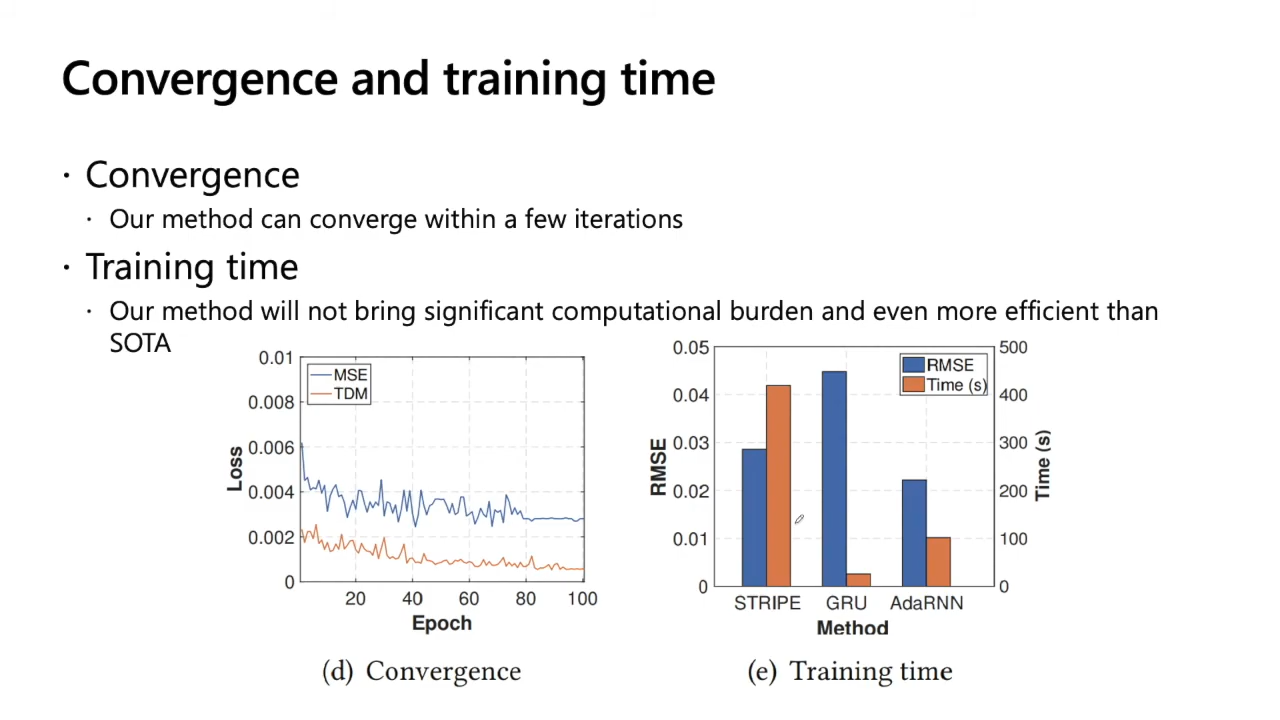 Convergence and training time
• Convergence
• Our method can converge within a few iterations
• Training time
• Our method will not bring significant computational burden and even more efficient than
SOTA
0.01
0.008
0.006
0.004
0.002
0
Loss
MSE
TDM
20 40 60 80 100
Epoch
(d) Convergence
0.05
0.04
0.03
0.02
0.01
0
RMSE
RMSE
Time (s)
500
400
300
200
100
0
Time (s)
STRIPE GRU AdaRNN
Method
(e) Training time